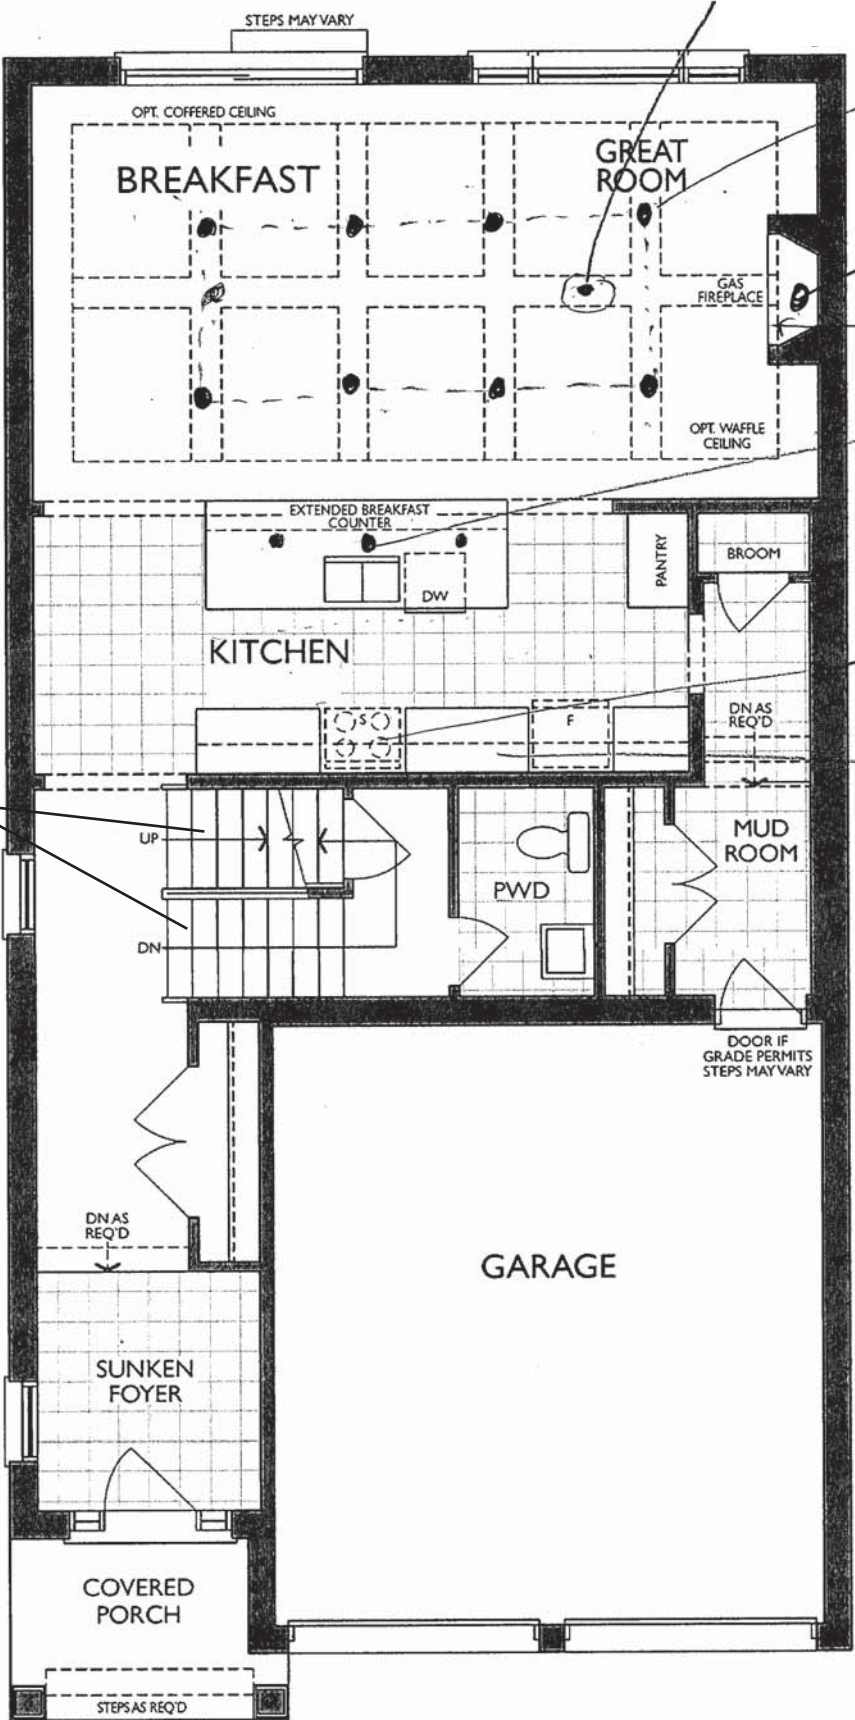 STEPS MAY VARY
OPT. COFFERED CEILING
BREAKFAST
GREAT
ROOM
GAS
FIREPLACE
OPT. WAFFLE
CEILING
EXTENDED BREAKFAST
COUNTER
DW
PANTRY
BROOM
KITCHEN
S
F
DN AS
REQ'D
UP
DN
PWD
MUD
ROOM
DOOR IF
GRADE PERMITS
STEPS MAY VARY
DN AS
REQ'D
GARAGE
SUNKEN
FOYER
COVERED
PORCH
STEPS AS REQ'D